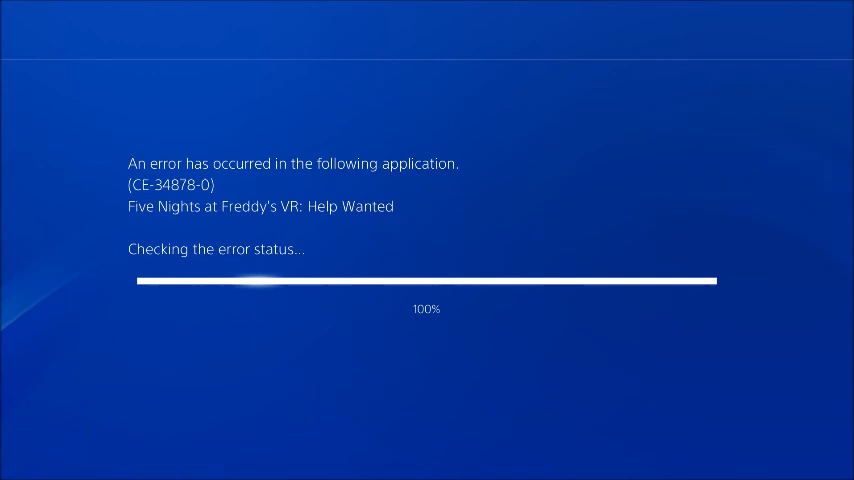 An error has occurred in the following application.
(CE-34878-0)
Five Nights at Freddy's VR: Help Wanted
Checking the error status...
100%